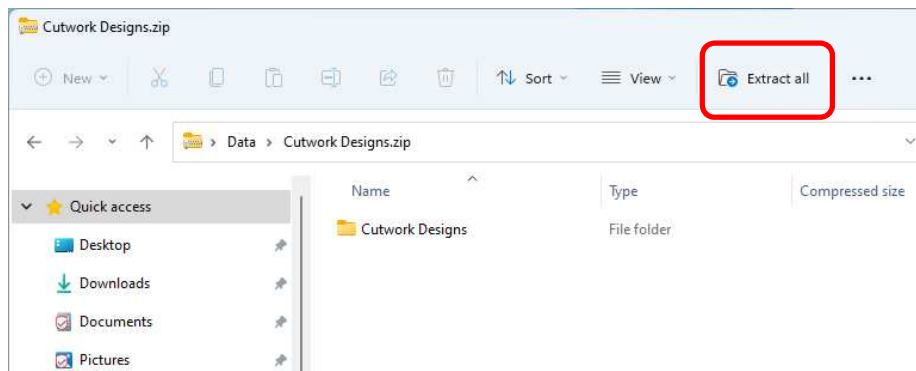 Cutwork Designs.zip
New Sort View Extract all ...
Data > Cutwork Designs.zip
Name Type Compressed size
Quick access
Cutwork Designs File folder
Desktop
Downloads
Documents
Pictures